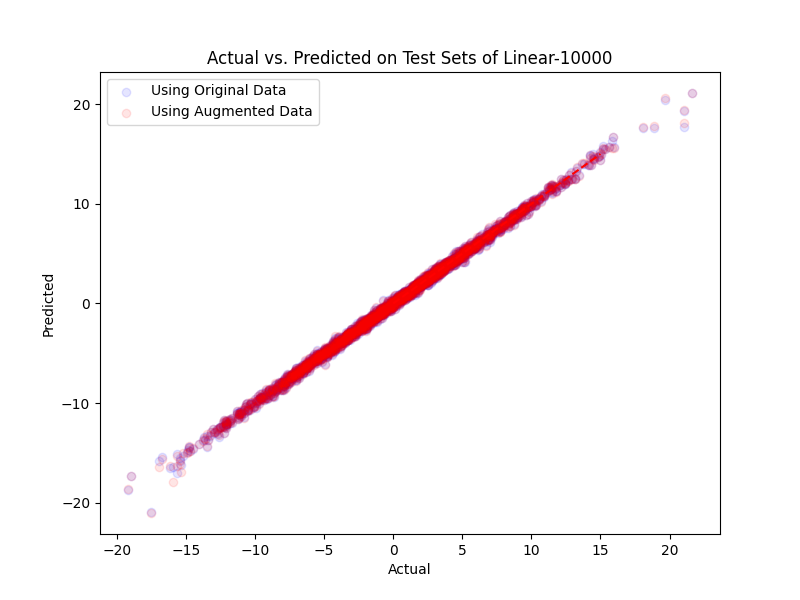 Actual vs. Predicted on Test Sets of Linear-10000
Using Original Data
Using Augmented Data
20
10
0
−10
−20
Predicted
−20 −15 −10 −5 0 5 10 15 20
Actual